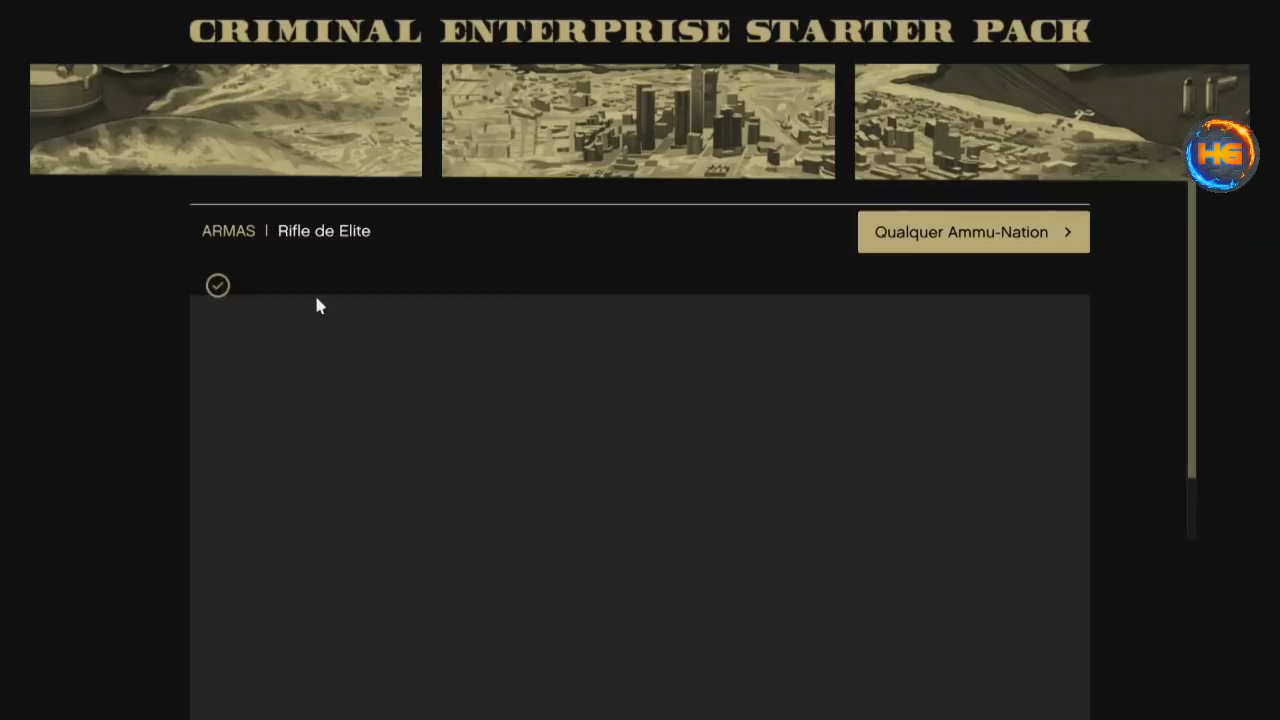 CRIMINAL ENTERPRISE STARTER PACK
HG
ARMAS | Rifle de Elite
Qualquer Ammu-Nation >